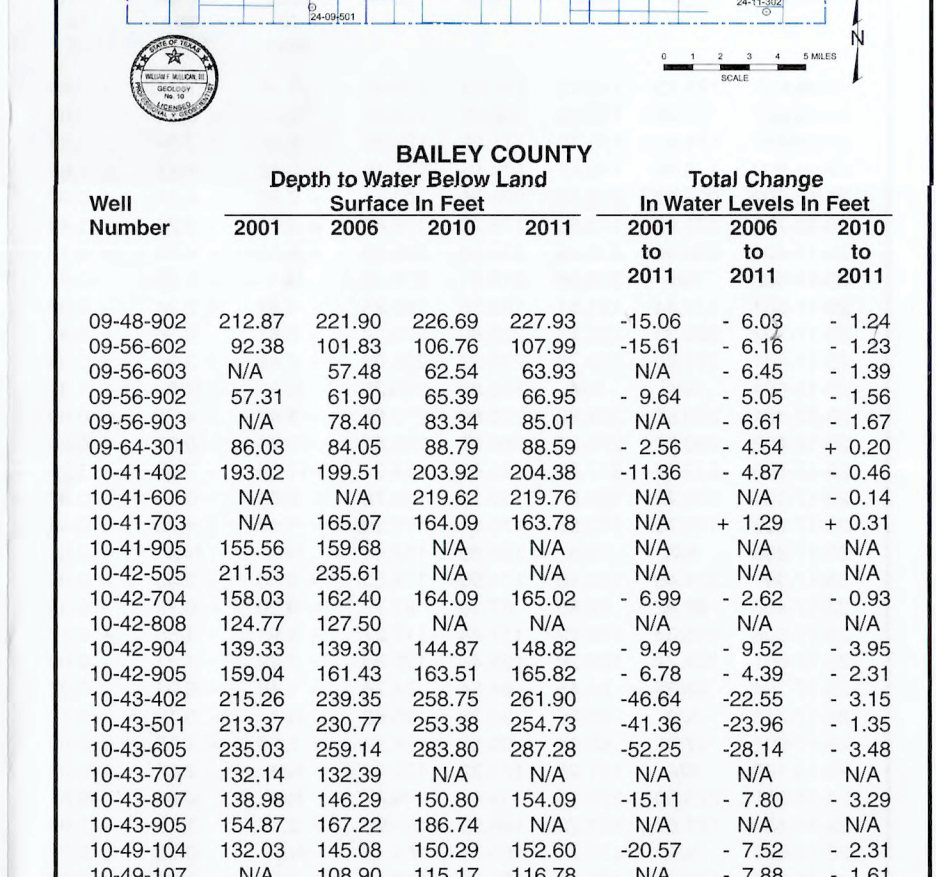 24-09-501
24-11-302
N
STATE OF TEXAS
WILLIAM F. MULLICAN, III
GEOLOGY
No. 10
LICENSED
PROFESSIONAL GEOSCIENTIST
0 1 2 3 4 5 MILES
SCALE
BAILEY COUNTY
Depth to Water Below Land Total Change
Well Surface In Feet In Water Levels In Feet
Number 2001 2006 2010 2011 2001 2006 2010
to to to
2011 2011 2011
09-48-902 212.87 221.90 226.69 227.93 -15.06 - 6.03 - 1.24
09-56-602 92.38 101.83 106.76 107.99 -15.61 - 6.16 - 1.23
09-56-603 N/A 57.48 62.54 63.93 N/A - 6.45 - 1.39
09-56-902 57.31 61.90 65.39 66.95 - 9.64 - 5.05 - 1.56
09-56-903 N/A 78.40 83.34 85.01 N/A - 6.61 - 1.67
09-64-301 86.03 84.05 88.79 88.59 - 2.56 - 4.54 + 0.20
10-41-402 193.02 199.51 203.92 204.38 -11.36 - 4.87 - 0.46
10-41-606 N/A N/A 219.62 219.76 N/A N/A - 0.14
10-41-703 N/A 165.07 164.09 163.78 N/A + 1.29 + 0.31
10-41-905 155.56 159.68 N/A N/A N/A N/A N/A
10-42-505 211.53 235.61 N/A N/A N/A N/A N/A
10-42-704 158.03 162.40 164.09 165.02 - 6.99 - 2.62 - 0.93
10-42-808 124.77 127.50 N/A N/A N/A N/A N/A
10-42-904 139.33 139.30 144.87 148.82 - 9.49 - 9.52 - 3.95
10-42-905 159.04 161.43 163.51 165.82 - 6.78 - 4.39 - 2.31
10-43-402 215.26 239.35 258.75 261.90 -46.64 -22.55 - 3.15
10-43-501 213.37 230.77 253.38 254.73 -41.36 -23.96 - 1.35
10-43-605 235.03 259.14 283.80 287.28 -52.25 -28.14 - 3.48
10-43-707 132.14 132.39 N/A N/A N/A N/A N/A
10-43-807 138.98 146.29 150.80 154.09 -15.11 - 7.80 - 3.29
10-43-905 154.87 167.22 186.74 N/A N/A N/A N/A
10-49-104 132.03 145.08 150.29 152.60 -20.57 - 7.52 - 2.31
10-49-107 N/A 108.90 115.17 116.78 N/A - 7.88 - 1.61